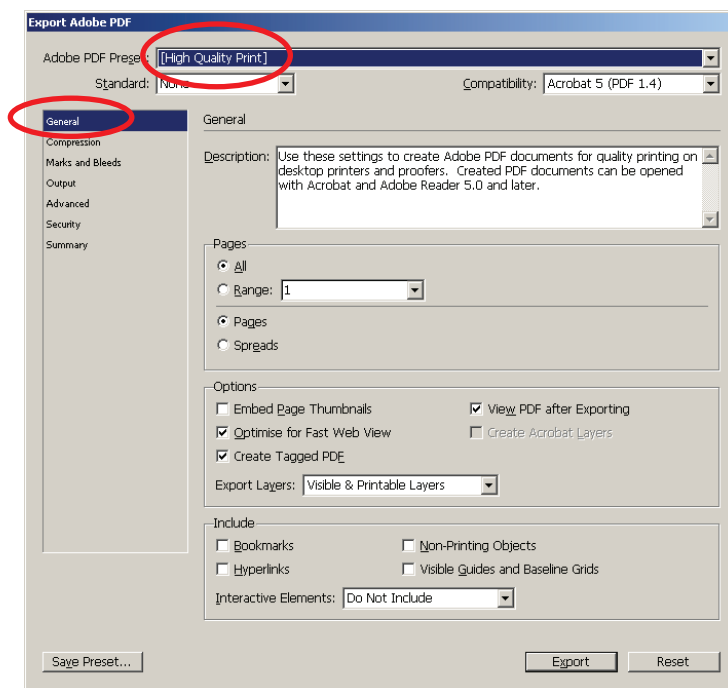 Export Adobe PDF
Adobe PDF Preset: [High Quality Print]
Standard: None Compatibility: Acrobat 5 (PDF 1.4)
General
Compression
Marks and Bleeds
Output
Advanced
Security
Summary
General
Description: Use these settings to create Adobe PDF documents for quality printing on
desktop printers and proofers. Created PDF documents can be opened
with Acrobat and Adobe Reader 5.0 and later.
Pages
All
Range: 1
Pages
Spreads
Options
Embed Page Thumbnails View PDF after Exporting
Optimise for Fast Web View Create Acrobat Layers
Create Tagged PDF
Export Layers: Visible & Printable Layers
Include
Bookmarks Non-Printing Objects
Hyperlinks Visible Guides and Baseline Grids
Interactive Elements: Do Not Include
Save Preset... Export Reset